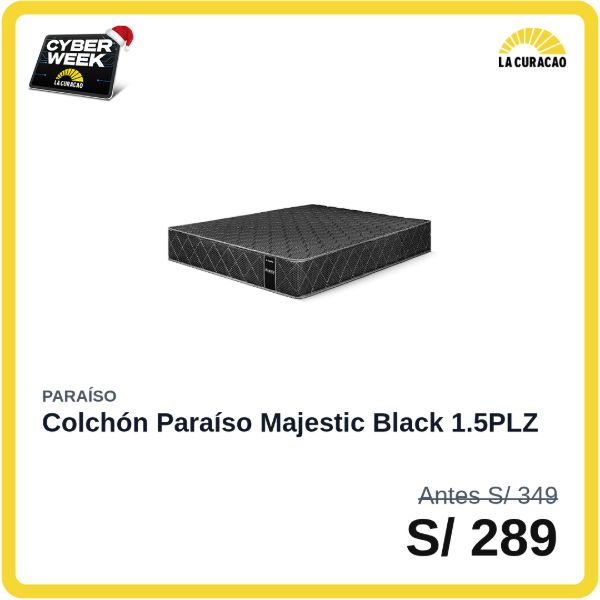 CYBER
WEEK
LA CURACAO
LA CURACAO
PARAÍSO
Colchón Paraíso Majestic Black 1.5PLZ
Antes S/ 349
S/ 289